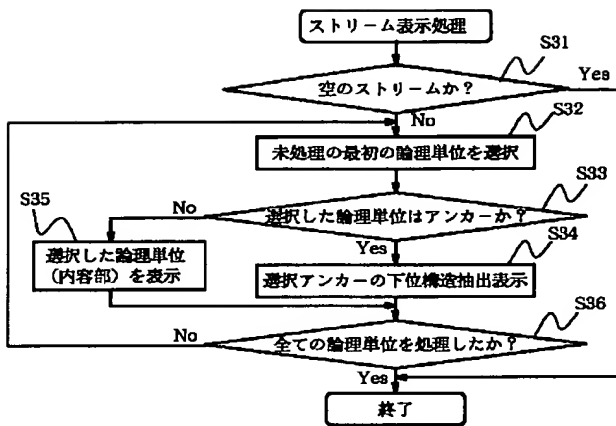 ストリーム表示処理
S31
Yes
空のストリームか?
No
S32
未処理の最初の論理単位を選択
S33
No
選択した論理単位はアンカーか?
S35
Yes
S34
選択した論理単位
(内容部)を表示
選択アンカーの下位構造抽出表示
S36
No
全ての論理単位を処理したか?
Yes
終了